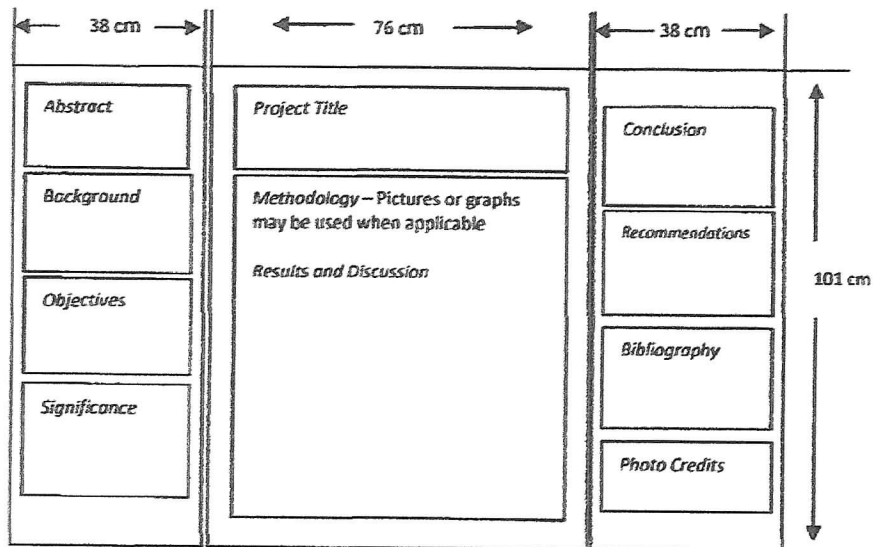 38 cm
76 cm
38 cm
Abstract
Background
Objectives
Significance
Project Title
Methodology – Pictures or graphs
may be used when applicable
Results and Discussion
Conclusion
Recommendations
Bibliography
Photo Credits
101 cm